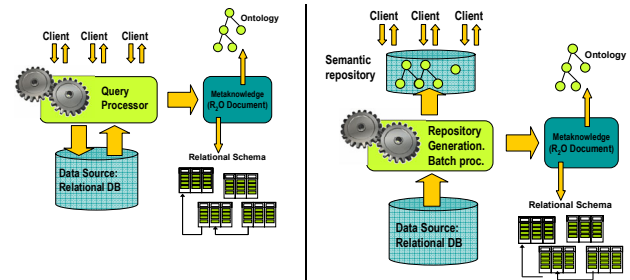 Client Client Client
Ontology
Query
Processor
Metaknowledge
(R2O Document)
Data Source:
Relational DB
Relational Schema
Client Client Client
Semantic
repository
Ontology
Repository
Generation.
Batch proc.
Metaknowledge
(R2O Document)
Data Source:
Relational DB
Relational Schema